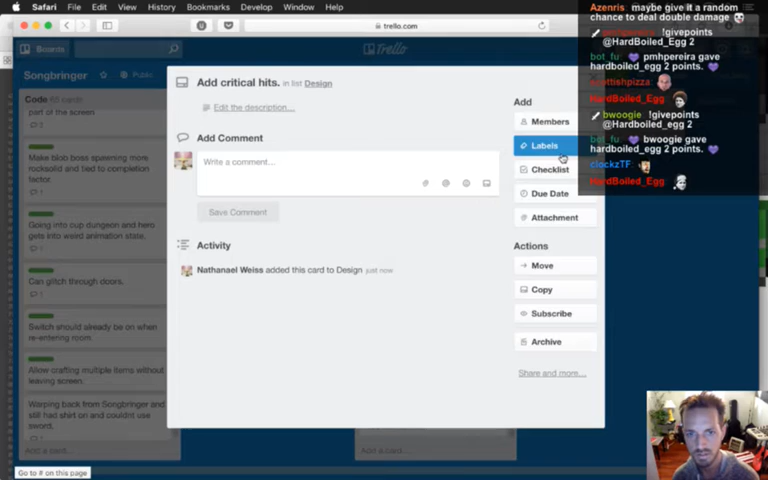 Safari File Edit View History Bookmarks Develop Window Help
trello.com
Boards
Trello
Songbringer
Public
Code
part of the screen
2
Make blob boss spawning more
rocksolid and tied to completion
factor.
1
Going into cup dungeon and hero
gets into weird animation state.
Can glitch through doors.
1
Switch should already be on when
re-entering room.
Allow crafting multiple items without
leaving screen.
Warping back from Songbringer and
still had shirt on and couldnt use
sword.
Add a card...
Go to # on this page
Add critical hits. in list Design
Edit the description...
Add Comment
Write a comment...
Save Comment
Activity
Nathanael Weiss added this card to Design just now
Add
Members
Labels
Checklist
Due Date
Attachment
Actions
Move
Copy
Subscribe
Archive
Share and more...
Add a card...
Azenris: maybe give it a random
chance to deal double damage
pmhpereira: !givepoints
@HardBoiled_Egg 2
bot_fu: pmhpereira gave
hardboiled_egg 2 points.
scottishpizza:
HardBoiled_Egg:
bwoogie: !givepoints
@HardBoiled_egg 2
bot_fu: bwoogie gave
hardboiled_egg 2 points.
clockzTF:
HardBoiled_Egg: